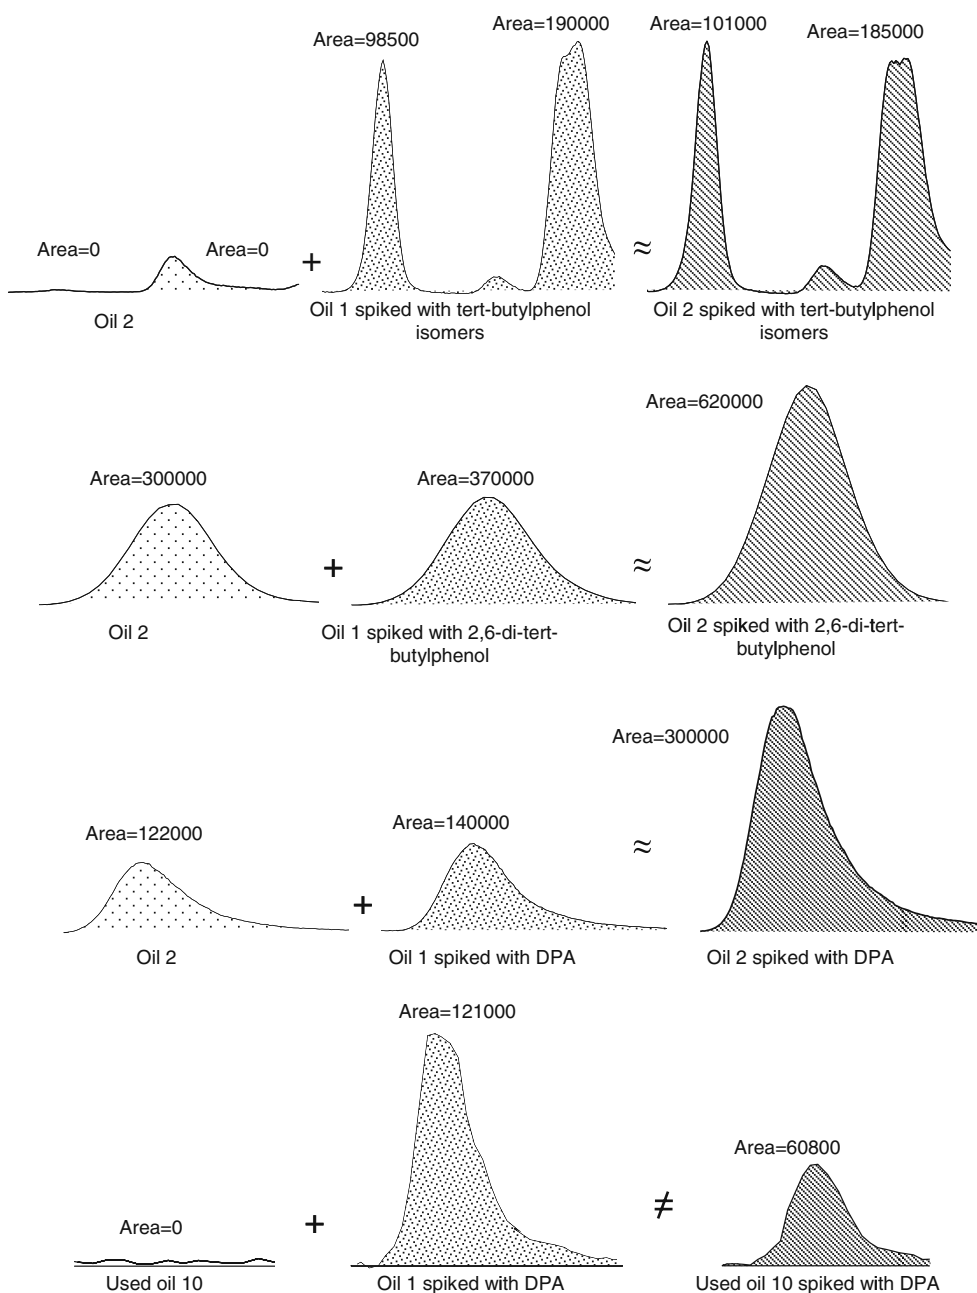 Area=98500
Area=190000
Area=101000
Area=185000
Area=0
Area=0
+
≈
Oil 2
Oil 1 spiked with tert-butylphenol
isomers
Oil 2 spiked with tert-butylphenol
isomers
Area=300000
Area=370000
Area=620000
+
≈
Oil 2
Oil 1 spiked with 2,6-di-tert-
butylphenol
Oil 2 spiked with 2,6-di-tert-
butylphenol
Area=122000
Area=140000
Area=300000
+
≈
Oil 2
Oil 1 spiked with DPA
Oil 2 spiked with DPA
Area=0
Area=121000
Area=60800
+
≠
Used oil 10
Oil 1 spiked with DPA
Used oil 10 spiked with DPA